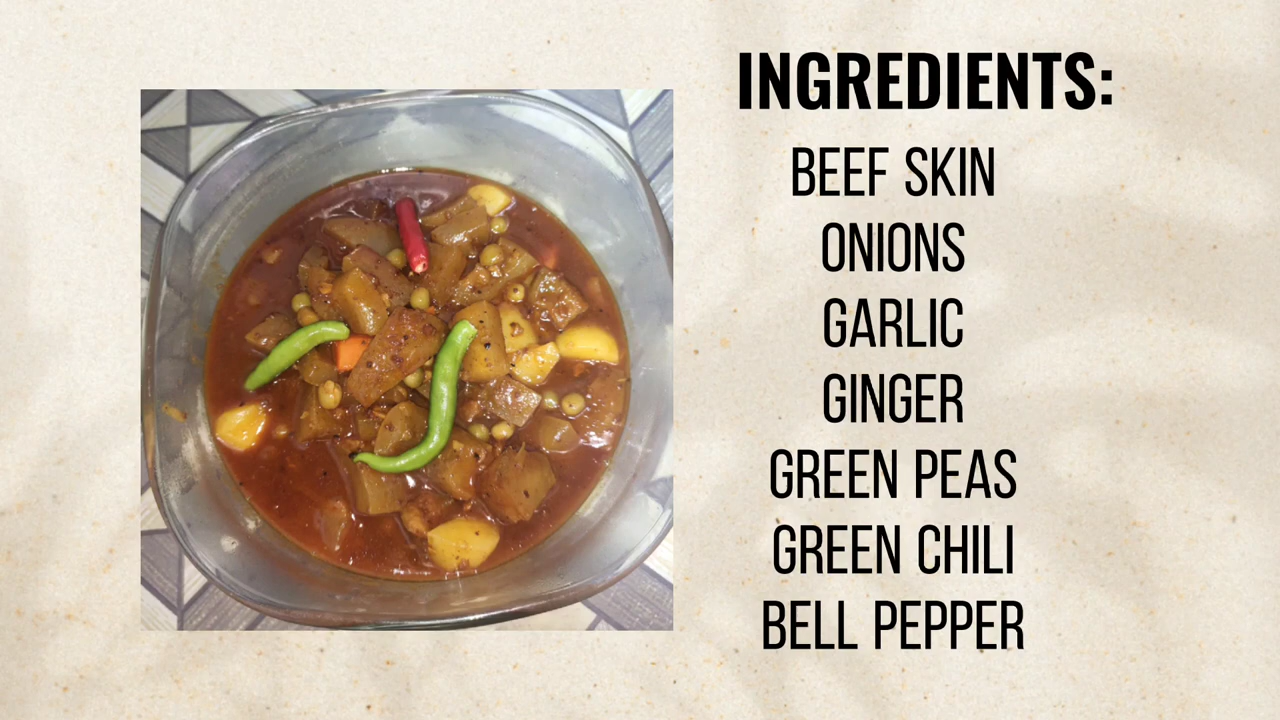 INGREDIENTS:
BEEF SKIN
ONIONS
GARLIC
GINGER
GREEN PEAS
GREEN CHILI
BELL PEPPER